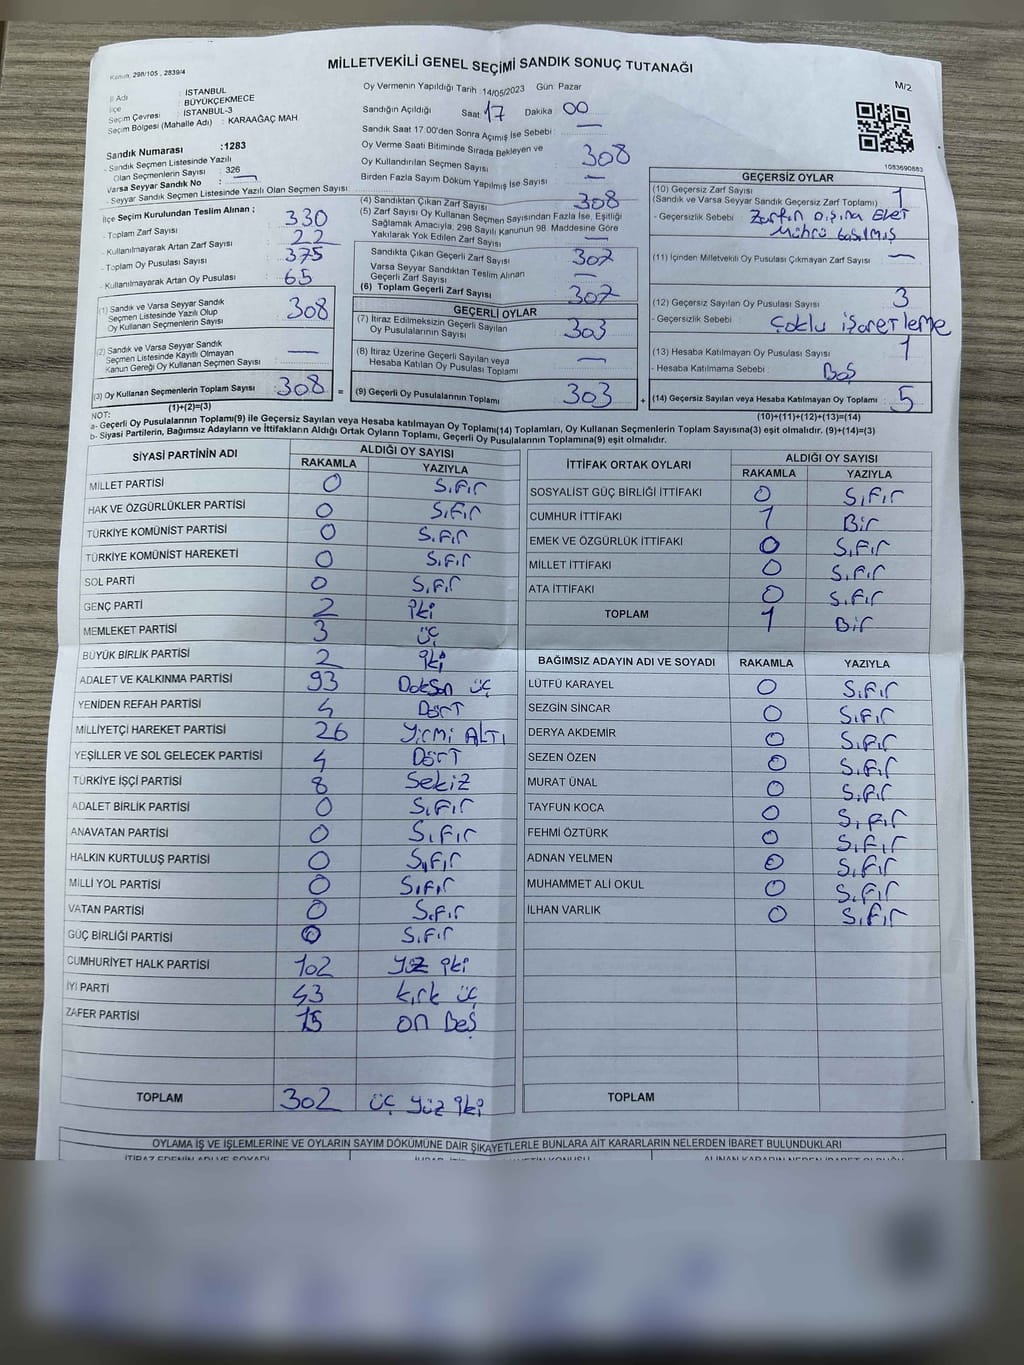 Kanun, 298/105 , 2839/4
MİLLETVEKİLİ GENEL SEÇİMİ SANDIK SONUÇ TUTANAĞI
M/2
İl Adı : İSTANBUL
İlçe : BÜYÜKÇEKMECE
Seçim Çevresi : İSTANBUL-3
Seçim Bölgesi (Mahalle Adı) : KARAAĞAÇ MAH
Sandık Numarası :1283
- Sandık Seçmen Listesinde Yazılı
Olan Seçmenlerin Sayısı : 326
Varsa Seyyar Sandık No : —
- Seyyar Sandık Seçmen Listesinde Yazılı Olan Seçmen Sayısı :
Oy Vermenin Yapıldığı Tarih :14/05/2023 Gün: Pazar
Sandığın Açıldığı Saat 17 Dakika 00
Sandık Saat 17.00'den Sonra Açımış İse Sebebi : —
Oy Verme Saati Bitiminde Sırada Bekleyen ve
Oy Kullandırılan Seçmen Sayısı : 308
Birden Fazla Sayım Döküm Yapılmış İse Sayısı : —
1083690883
İlçe Seçim Kurulundan Teslim Alınan ;
- Toplam Zarf Sayısı : 330
- Kullanılmayarak Artan Zarf Sayısı : 22
- Toplam Oy Pusulası Sayısı : 375
- Kullanılmayarak Artan Oy Pusulası : 65
(1) Sandık ve Varsa Seyyar Sandık
Seçmen Listesinde Yazılı Olup
Oy Kullanan Seçmenlerin Sayısı : 308
(2) Sandık ve Varsa Seyyar Sandık
Seçmen Listesinde Kayıtlı Olmayan
Kanun Gereği Oy Kullanan Seçmen Sayısı : —
(3) Oy Kullanan Seçmenlerin Toplam Sayısı : 308 =
(1)+(2)=(3)
(4) Sandıktan Çıkan Zarf Sayısı : 308
(5) Zarf Sayısı Oy Kullanan Seçmen Sayısından Fazla İse, Eşitliği
Sağlamak Amacıyla, 298 Sayılı Kanunun 98. Maddesine Göre
Yakılarak Yok Edilen Zarf Sayısı : —
Sandıkta Çıkan Geçerli Zarf Sayısı : 307
Varsa Seyyar Sandıktan Teslim Alınan
Geçerli Zarf Sayısı : —
(6) Toplam Geçerli Zarf Sayısı : 307
GEÇERLİ OYLAR
(7) İtiraz Edilmeksizin Geçerli Sayılan
Oy Pusulalarının Sayısı : 303
(8) İtiraz Üzerine Geçerli Sayılan veya
Hesaba Katılan Oy Pusulası Toplamı : —
(9) Geçerli Oy Pusulalarının Toplamı : 303 +
GEÇERSİZ OYLAR
(10) Geçersiz Zarf Sayısı : 1
(Sandık ve Varsa Seyyar Sandık Geçersiz Zarf Toplamı)
- Geçersizlik Sebebi : Zarfın Dışına Evet
Mührü basılmış
(11) İçinden Milletvekili Oy Pusulası Çıkmayan Zarf Sayısı : —
(12) Geçersiz Sayılan Oy Pusulası Sayısı : 3
- Geçersizlik Sebebi : Çoklu işaretleme
(13) Hesaba Katılmayan Oy Pusulası Sayısı : 1
- Hesaba Katılmama Sebebi : Boş
(14) Geçersiz Sayılan veya Hesaba Katılmayan Oy Toplamı : 5
(10)+(11)+(12)+(13)=(14)
NOT:
a- Geçerli Oy Pusulalarının Toplamı(9) ile Geçersiz Sayılan veya Hesaba katılmayan Oy Toplamı(14) Toplamları, Oy Kullanan Seçmenlerin Toplam Sayısına(3) eşit olmalıdır. (9)+(14)=(3)
b- Siyasi Partilerin, Bağımsız Adayların ve İttifakların Aldığı Ortak Oyların Toplamı, Geçerli Oy Pusulalarının Toplamına(9) eşit olmalıdır.
SİYASİ PARTİNİN ADI ALDIĞI OY SAYISI
RAKAMLA YAZIYLA
MİLLET PARTİSİ 0 Sıfır
HAK VE ÖZGÜRLÜKLER PARTİSİ 0 Sıfır
TÜRKİYE KOMÜNİST PARTİSİ 0 Sıfır
TÜRKİYE KOMÜNİST HAREKETİ 0 Sıfır
SOL PARTİ 0 Sıfır
GENÇ PARTİ 2 iki
MEMLEKET PARTİSİ 3 üç
BÜYÜK BİRLİK PARTİSİ 2 iki
ADALET VE KALKINMA PARTİSİ 93 Doksan üç
YENİDEN REFAH PARTİSİ 4 Dört
MİLLİYETÇİ HAREKET PARTİSİ 26 Yirmi ALTI
YEŞİLLER VE SOL GELECEK PARTİSİ 4 Dört
TÜRKİYE İŞÇİ PARTİSİ 8 Sekiz
ADALET BİRLİK PARTİSİ 0 Sıfır
ANAVATAN PARTİSİ 0 Sıfır
HALKIN KURTULUŞ PARTİSİ 0 Sıfır
MİLLİ YOL PARTİSİ 0 Sıfır
VATAN PARTİSİ 0 Sıfır
GÜÇ BİRLİĞİ PARTİSİ 0 Sıfır
CUMHURİYET HALK PARTİSİ 102 Yüz iki
İYİ PARTİ 43 kırk üç
ZAFER PARTİSİ 15 on Beş
TOPLAM 302 üç yüz iki
İTTİFAK ORTAK OYLARI ALDIĞI OY SAYISI
RAKAMLA YAZIYLA
SOSYALİST GÜÇ BİRLİĞİ İTTİFAKI 0 Sıfır
CUMHUR İTTİFAKI 1 Bir
EMEK VE ÖZGÜRLÜK İTTİFAKI 0 Sıfır
MİLLET İTTİFAKI 0 Sıfır
ATA İTTİFAKI 0 Sıfır
TOPLAM 1 Bir
BAĞIMSIZ ADAYIN ADI VE SOYADI RAKAMLA YAZIYLA
LÜTFÜ KARAYEL 0 Sıfır
SEZGİN SİNCAR 0 Sıfır
DERYA AKDEMİR 0 Sıfır
SEZEN ÖZEN 0 Sıfır
MURAT ÜNAL 0 Sıfır
TAYFUN KOCA 0 Sıfır
FEHMİ ÖZTÜRK 0 Sıfır
ADNAN YELMEN 0 Sıfır
MUHAMMET ALİ OKUL 0 Sıfır
İLHAN VARLIK 0 Sıfır
TOPLAM
OYLAMA İŞ VE İŞLEMLERİNE VE OYLARIN SAYIM DÖKÜMÜNE DAİR ŞİKAYETLERLE BUNLARA AİT KARARLARIN NELERDEN İBARET BULUNDUKLARI